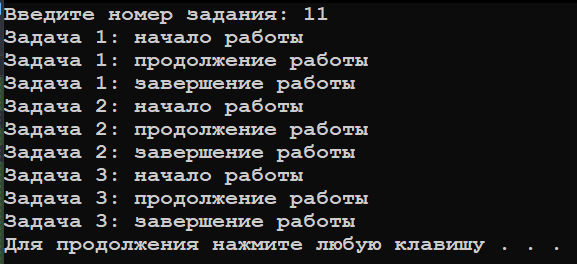 Введите номер задания: 11
Задача 1: начало работы
Задача 1: продолжение работы
Задача 1: завершение работы
Задача 2: начало работы
Задача 2: продолжение работы
Задача 2: завершение работы
Задача 3: начало работы
Задача 3: продолжение работы
Задача 3: завершение работы
Для продолжения нажмите любую клавишу . . .